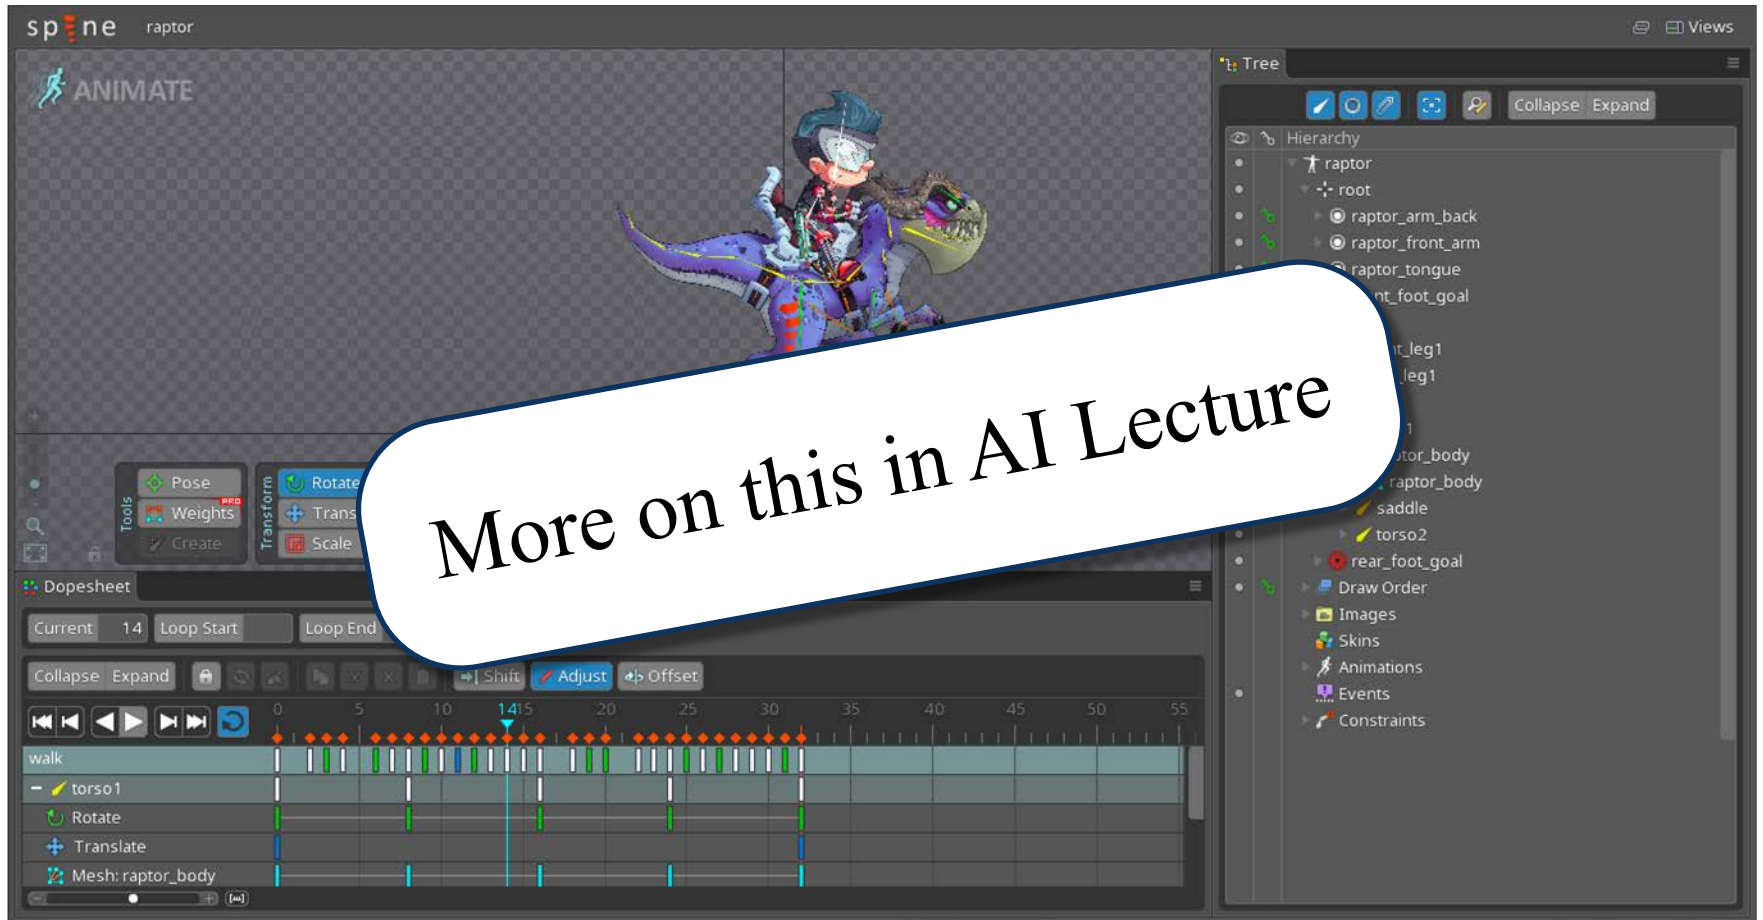 spine raptor Views
ANIMATE
Tree
Collapse Expand
Hierarchy
raptor
root
raptor_arm_back
raptor_front_arm
raptor_tongue
nt_foot_goal
_leg1
leg1
1
raptor_body
saddle
torso2
rear_foot_goal
Draw Order
Images
Skins
Animations
Events
Constraints
More on this in AI Lecture
Tools
Pose
Weights PRO
Create
Transform
Rotate
Trans
Scale
Dopesheet
Current 14 Loop Start Loop End
Collapse Expand Shift Adjust Offset
0 5 10 14 15 20 25 30 35 40 45 50 55
walk
torso1
Rotate
Translate
Mesh: raptor_body